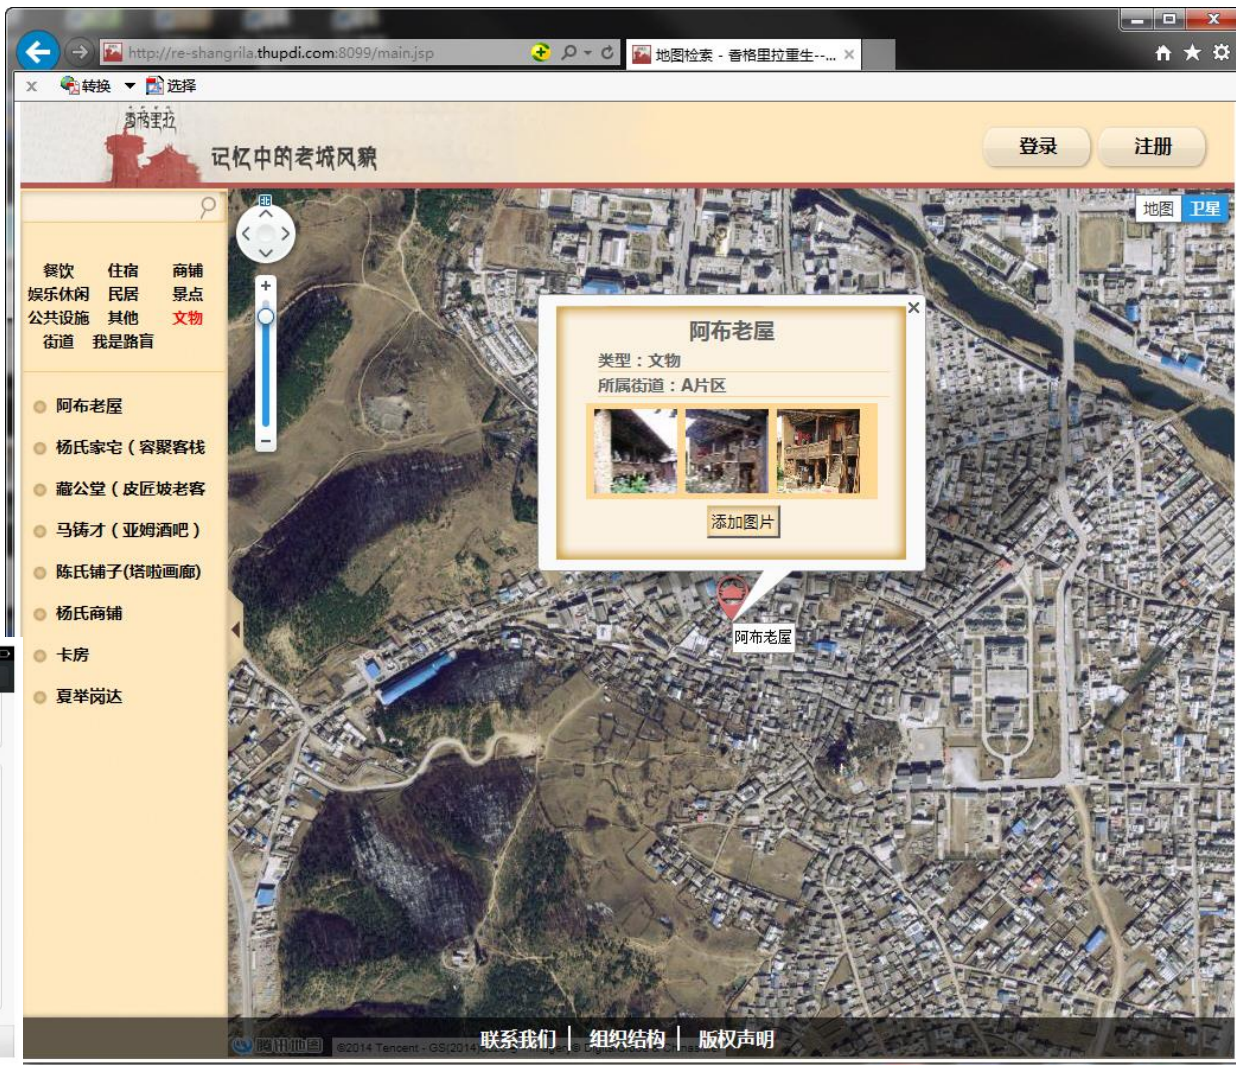 http://re-shangrila.thupdi.com:8099/main.jsp
地图检索 - 香格里拉重生--...
x 转换 选择
香格里拉
记忆中的老城风貌
登录 注册
北
地图 卫星
餐饮 住宿 商铺
娱乐休闲 民居 景点
公共设施 其他 文物
街道 我是路盲
阿布老屋
杨氏家宅（容聚客栈
藏公堂（皮匠坡老客
马铸才（亚姆酒吧）
陈氏铺子(塔啦画廊)
杨氏商铺
卡房
夏举岗达
阿布老屋
类型：文物
所属街道：A片区
添加图片
阿布老屋
联系我们 组织结构 版权声明
腾讯地图 ©2014 Tencent - GS(2014)